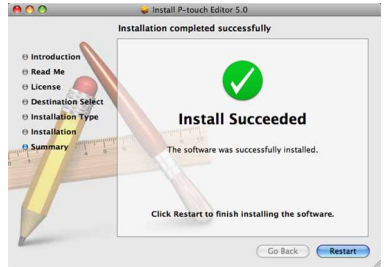 Install P-touch Editor 5.0
Installation completed successfully
Introduction
Read Me
License
Destination Select
Installation Type
Installation
Summary
Install Succeeded
The software was successfully installed.
Click Restart to finish installing the software.
Go Back
Restart